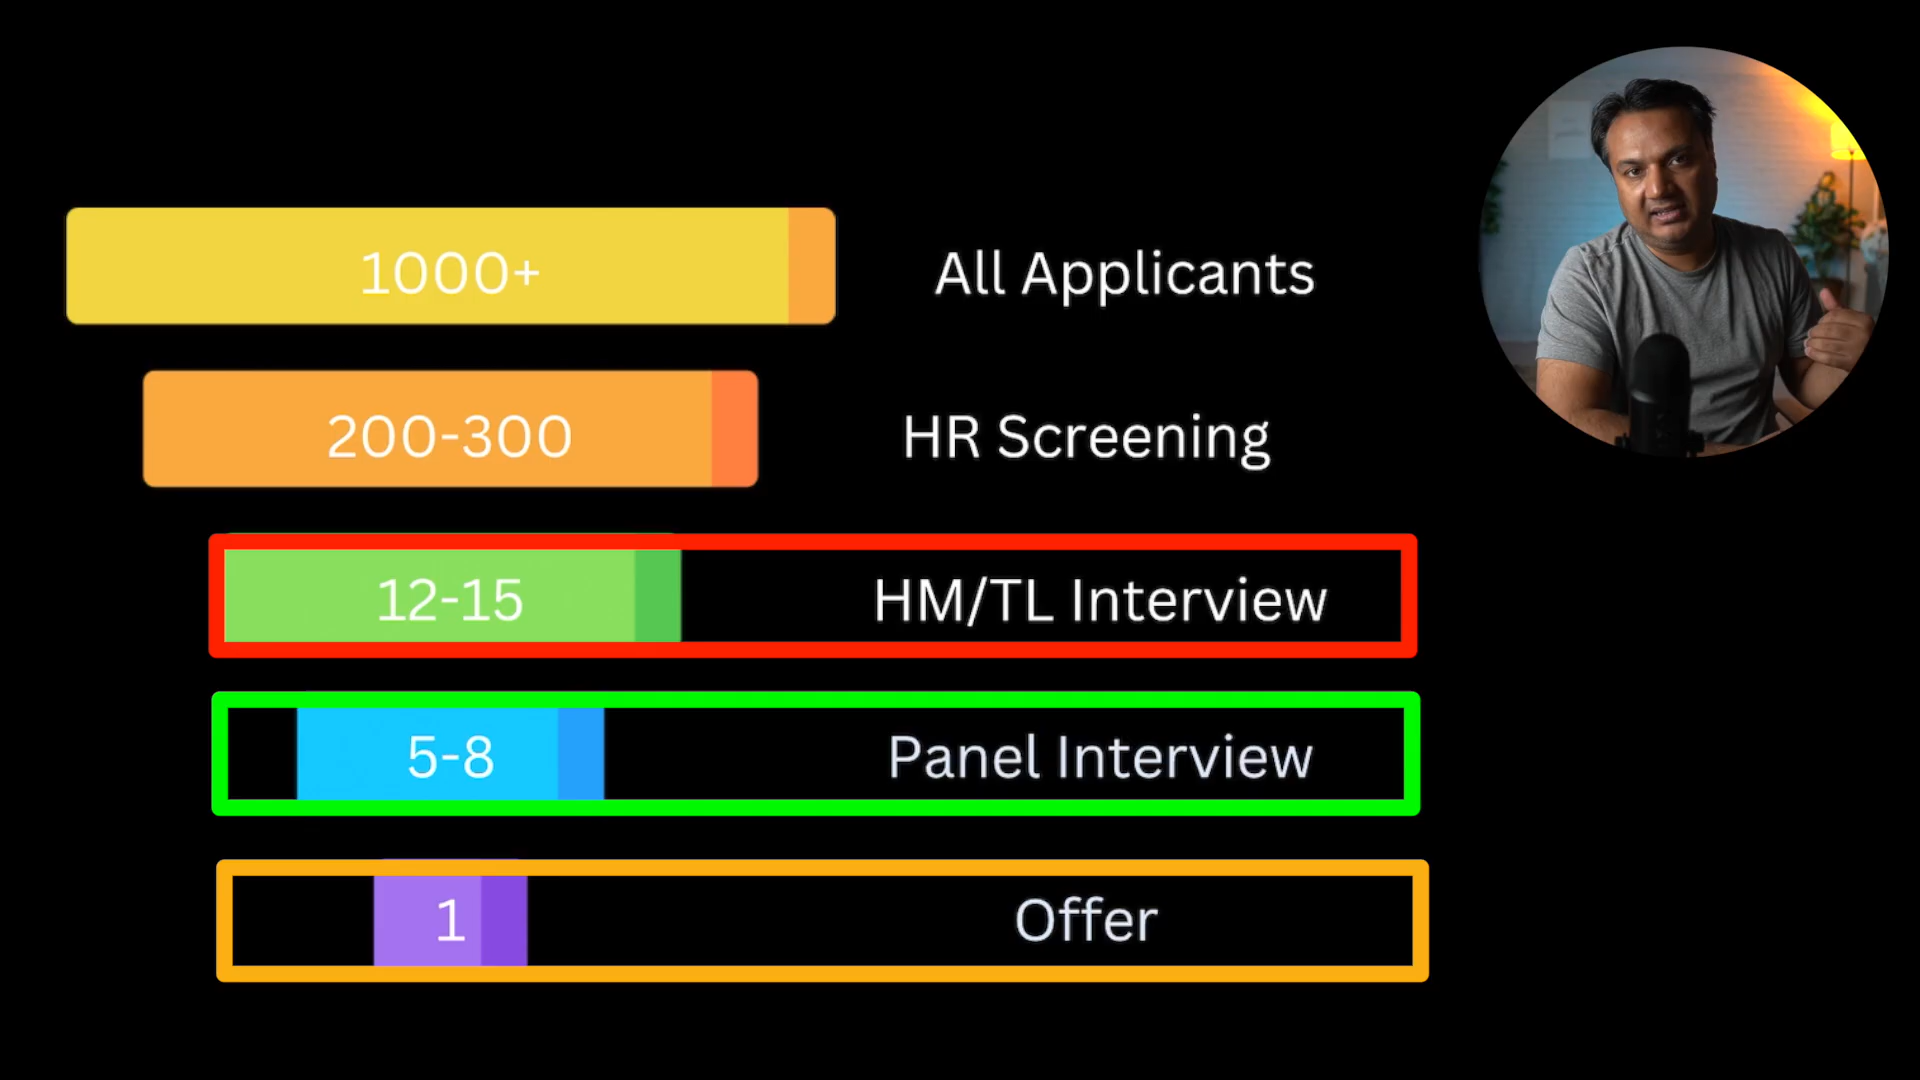 1000+ All Applicants
200-300 HR Screening
12-15 HM/TL Interview
5-8 Panel Interview
1 Offer